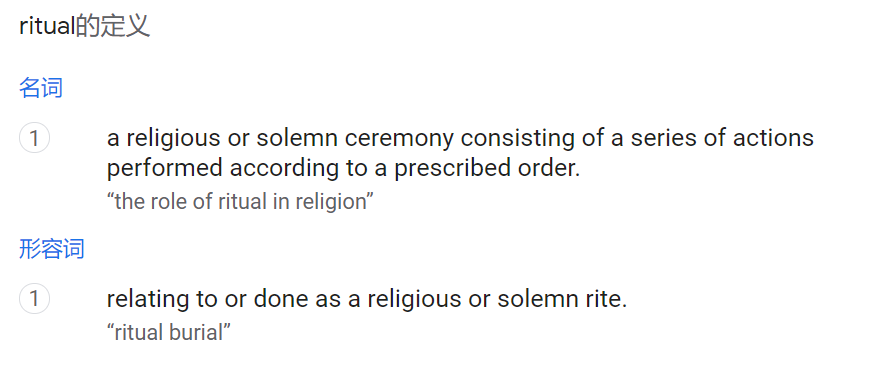 ritual的定义
名词
1 a religious or solemn ceremony consisting of a series of actions
performed according to a prescribed order.
“the role of ritual in religion”
形容词
1 relating to or done as a religious or solemn rite.
“ritual burial”